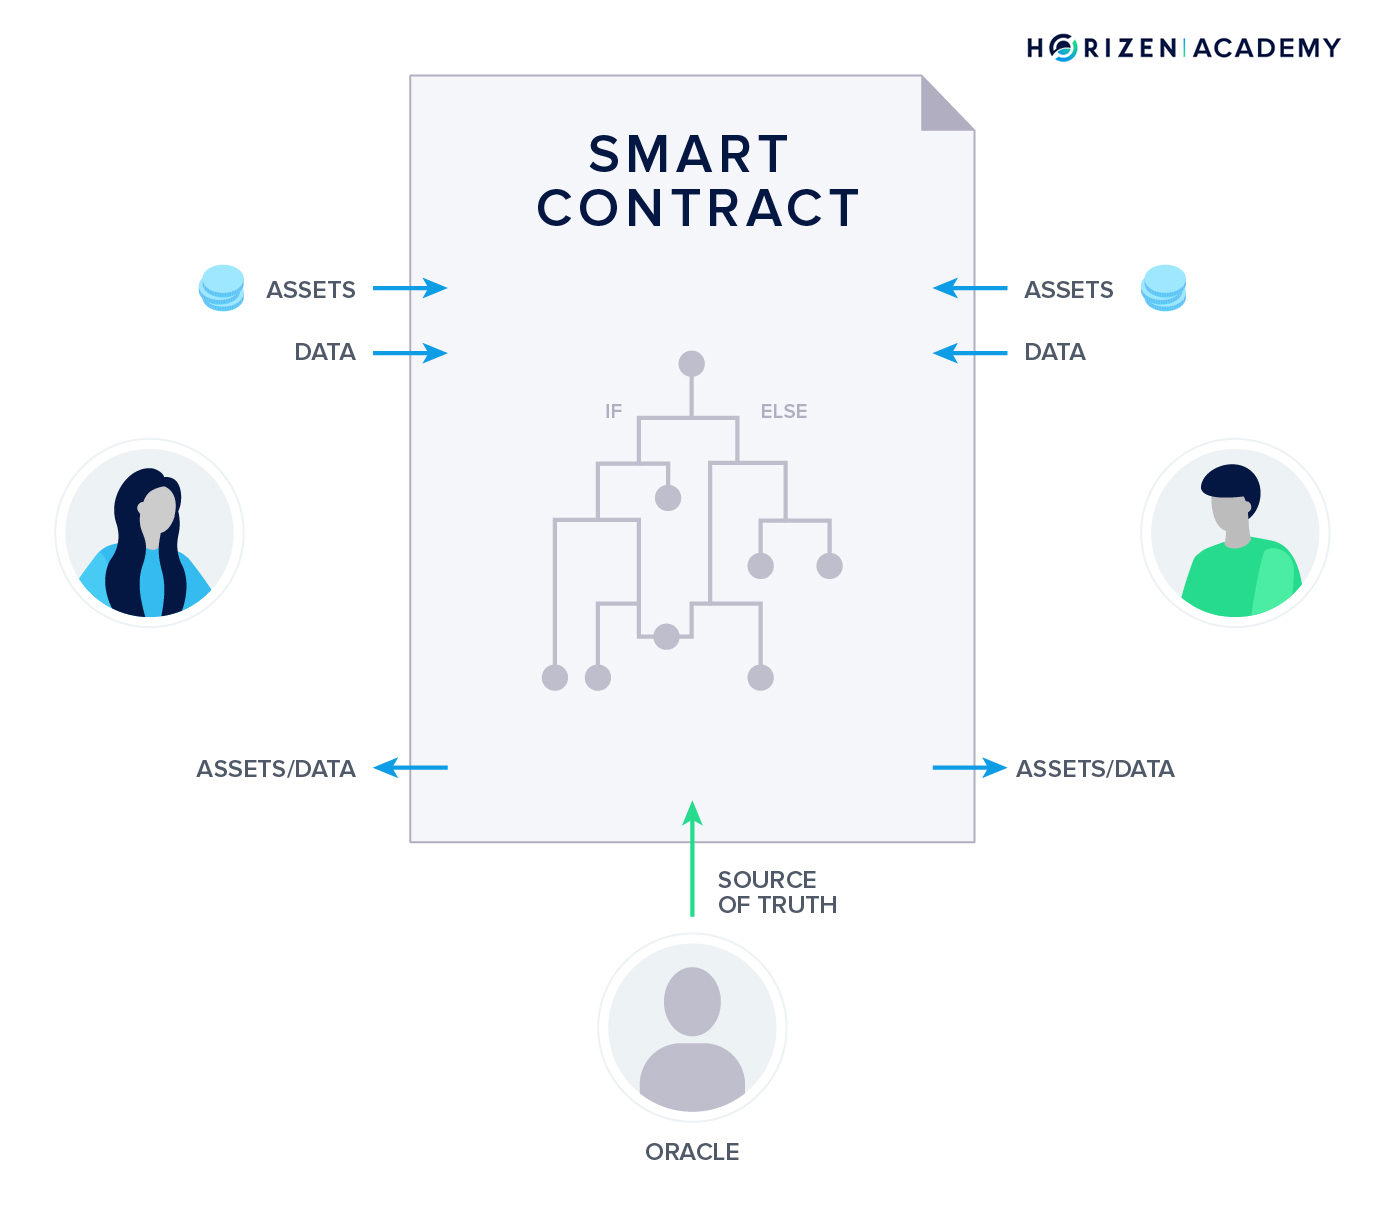 HORIZEN | ACADEMY
SMART
CONTRACT
ASSETS
ASSETS
DATA
DATA
IF
ELSE
ASSETS/DATA
ASSETS/DATA
SOURCE
OF TRUTH
ORACLE